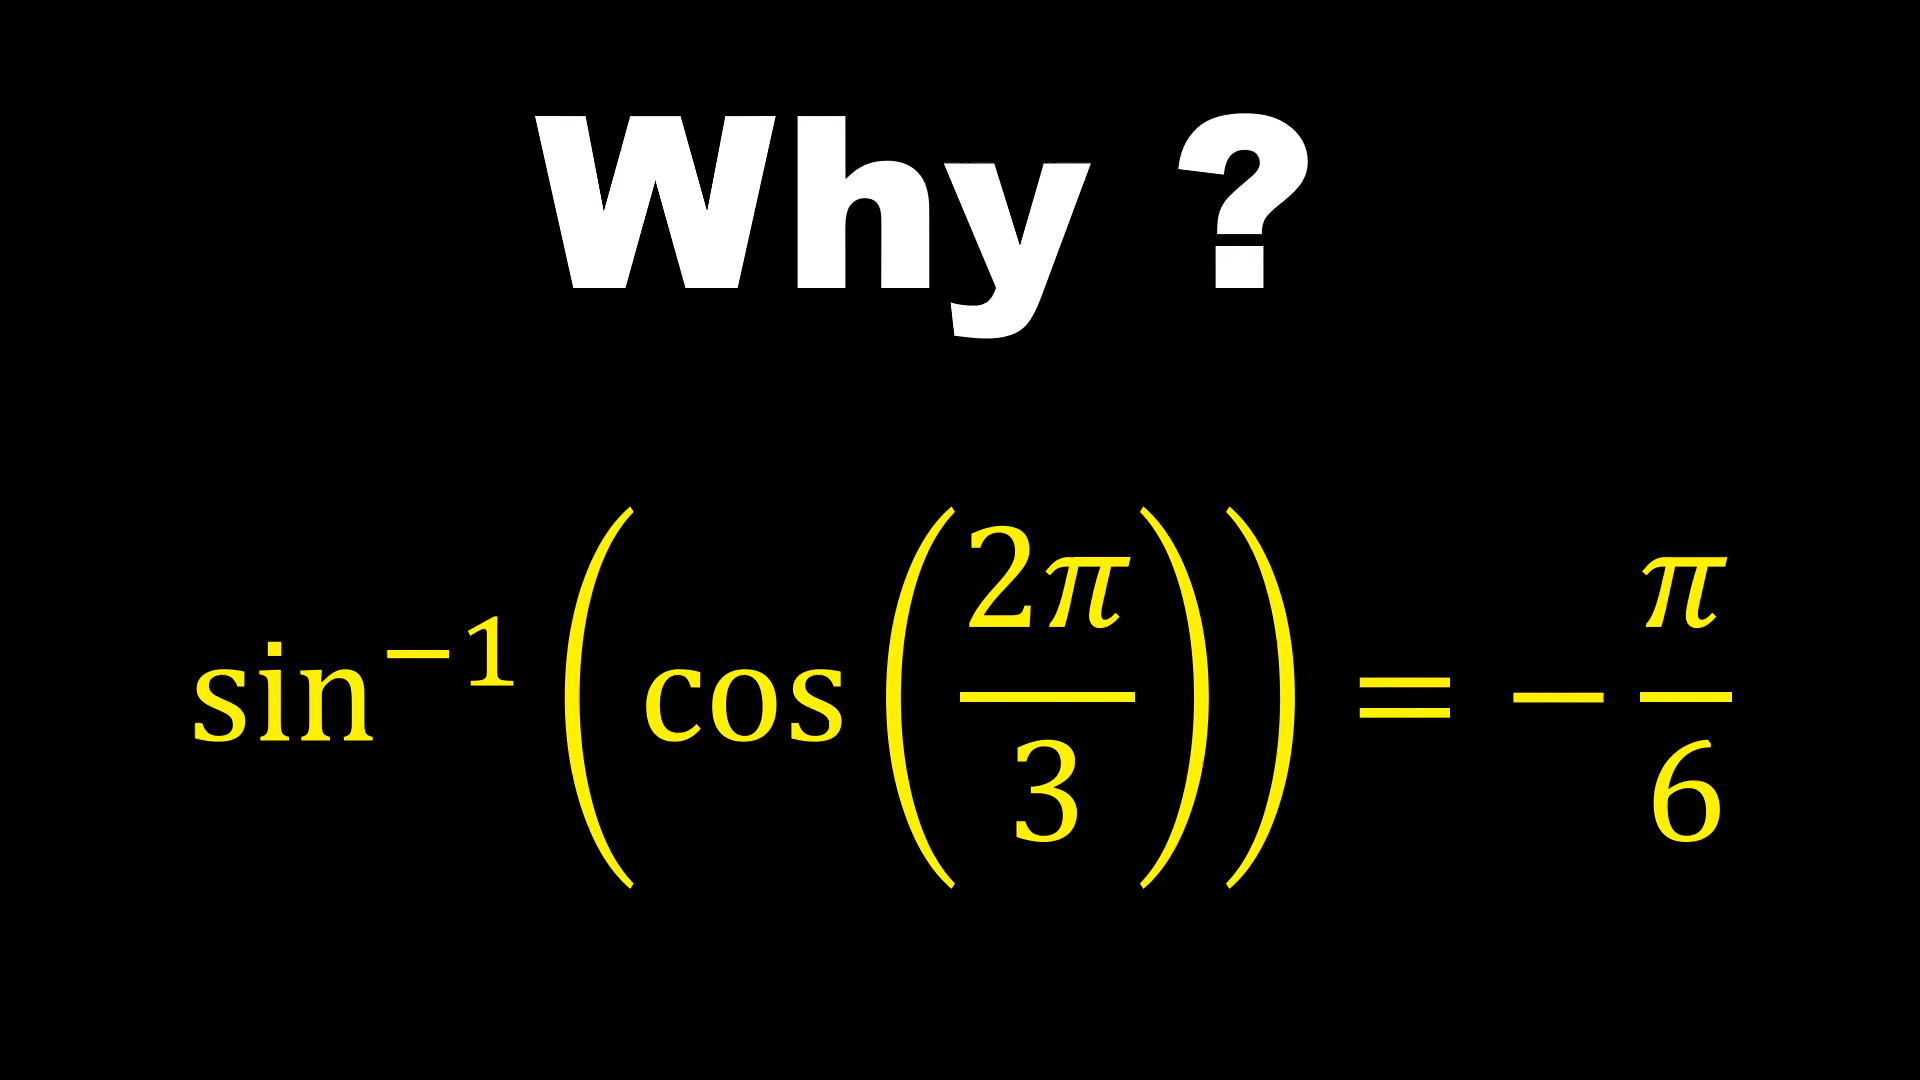 Why ?
sin⁻¹(cos(2π/3)) = −π/6